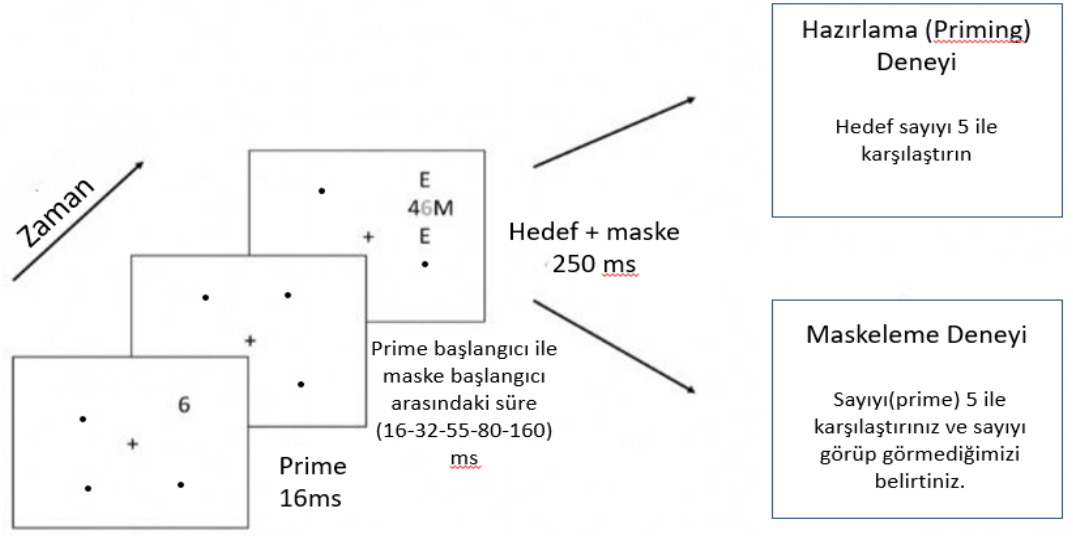 Hazırlama (Priming)
Deneyi
Hedef sayıyı 5 ile
karşılaştırın
Zaman
E
46M
+ E
Hedef + maske
250 ms
+
Prime başlangıcı ile
maske başlangıcı
arasındaki süre
(16-32-55-80-160)
ms
6
+
Prime
16ms
Maskeleme Deneyi
Sayıyı(prime) 5 ile
karşılaştırınız ve sayıyı
görüp görmediğimizi
belirtiniz.